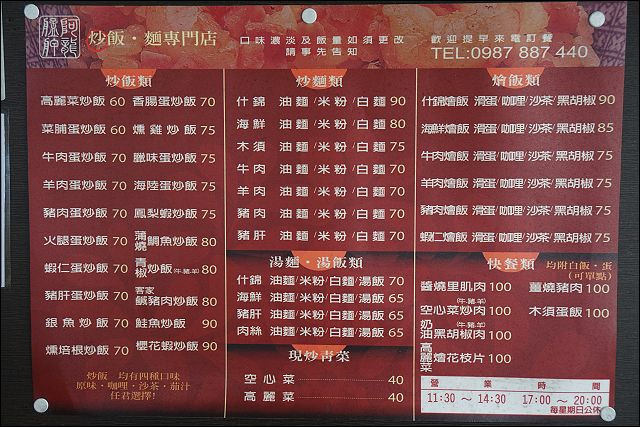 阿龍
炒飯・麵專門店
口味濃淡及飯量如須更改
請事先告知
歡迎提早來電訂餐
TEL:0987 887 440
炒飯類
高麗菜炒飯 60 香腸蛋炒飯 70
菜脯蛋炒飯 60 燻雞炒飯 75
牛肉蛋炒飯 70 臘味蛋炒飯 75
羊肉蛋炒飯 70 海陸蛋炒飯 75
豬肉蛋炒飯 70 鳳梨蝦炒飯 75
火腿蛋炒飯 70 蒲燒鯛魚炒飯 80
蝦仁蛋炒飯 70 青椒炒飯(牛豬羊) 80
豬肝蛋炒飯 70 客家鹹豬肉炒飯 80
銀魚炒飯 70 鮭魚炒飯 90
燻培根炒飯 70 櫻花蝦炒飯 90
炒飯 均有四種口味
原味・咖哩・沙茶・茄汁
任君選擇!
炒麵類
什錦 油麵/米粉/白麵 90
海鮮 油麵/米粉/白麵 80
木須 油麵/米粉/白麵 75
牛肉 油麵/米粉/白麵 70
羊肉 油麵/米粉/白麵 70
豬肉 油麵/米粉/白麵 70
豬肝 油麵/米粉/白麵 70
湯麵・湯飯類
什錦 油麵/米粉/白麵/湯飯 70
海鮮 油麵/米粉/白麵/湯飯 65
豬肝 油麵/米粉/白麵/湯飯 65
肉絲 油麵/米粉/白麵/湯飯 65
現炒青菜
空心菜 40
高麗菜 40
燴飯類
什錦燴飯 滑蛋/咖哩/沙茶/黑胡椒 90
海鮮燴飯 滑蛋/咖哩/沙茶/黑胡椒 85
牛肉燴飯 滑蛋/咖哩/沙茶/黑胡椒 75
羊肉燴飯 滑蛋/咖哩/沙茶/黑胡椒 75
豬肉燴飯 滑蛋/咖哩/沙茶/黑胡椒 75
蝦仁燴飯 滑蛋/咖哩/沙茶/黑胡椒 75
快餐類 均附白飯・蛋
(可單點)
醬燒里肌肉 100 薑燒豬肉 100
(牛豬羊)
空心菜炒肉 100 木須蛋飯 100
(牛豬羊)
奶油黑胡椒肉 100
高麗菜燴花枝片 100
營業時間
11:30 ~ 14:30 17:00 ~ 20:00
每星期日公休